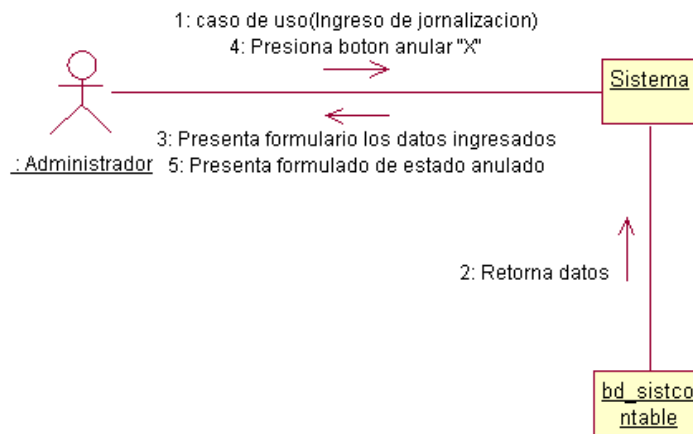 1: caso de uso(Ingreso de jornalizacion)
4: Presiona boton anular "X"
Sistema
3: Presenta formulario los datos ingresados
: Administrador
5: Presenta formulado de estado anulado
2: Retorna datos
bd_sistco
ntable